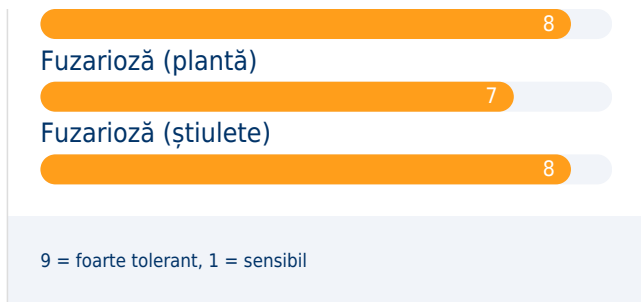 8
Fuzarioză (plantă)
7
Fuzarioză (știulete)
8
9 = foarte tolerant, 1 = sensibil